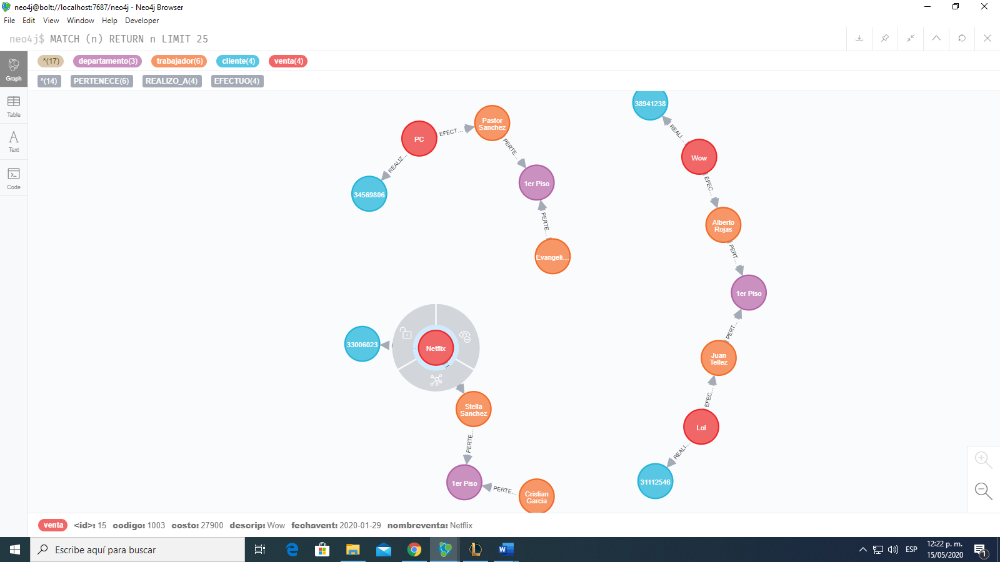 neo4j@bolt://localhost:7687/neo4j - Neo4j Browser
File Edit View Window Help Developer
neo4j$ MATCH (n) RETURN n LIMIT 25
*(17) departamento(3) trabajador(6) cliente(4) venta(4)
*(14) PERTENECE(6) REALIZO_A(4) EFECTUO(4)
Graph
Table
Text
Code
38941238
REALI...
Wow
EFEC...
Alberto
Rojas
PERT...
1er Piso
PERT...
Juan
Tellez
EFEC...
Lol
REALI...
31112546
PC
EFECT...
Pastor
Sanchez
REALIZ...
34569806
PERTE...
1er Piso
PERTE...
Evangeli...
33006023
Netflix
Stella
Sanchez
PERTE...
1er Piso
PERTE...
Cristian
Garcia
venta <id>: 15 codigo: 1003 costo: 27900 descrip: Wow fechavent: 2020-01-29 nombreventa: Netflix
Escribe aquí para buscar
ESP
12:22 p. m.
15/05/2020
1